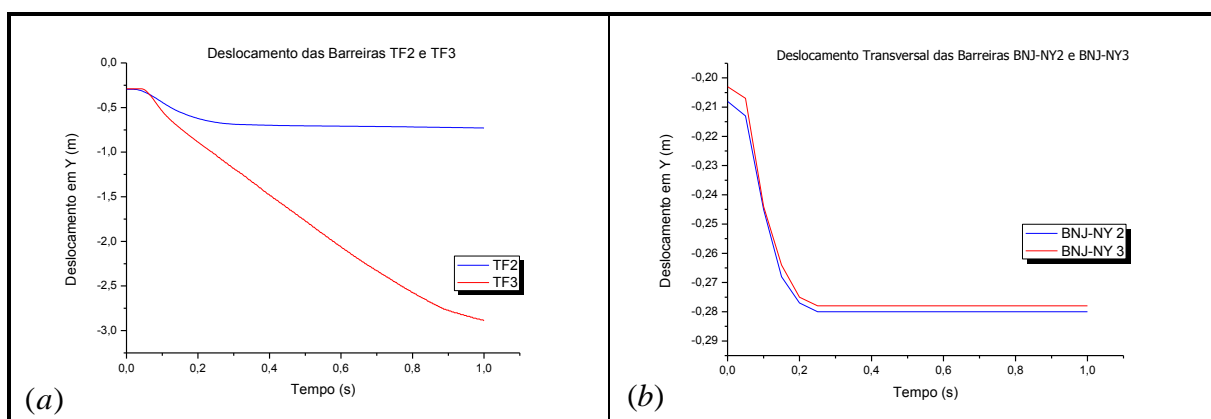 Deslocamento das Barreiras TF2 e TF3
0,0
-0,5
-1,0
-1,5
-2,0
-2,5
-3,0
Deslocamento em Y (m)
TF2
TF3
0,0 0,2 0,4 0,6 0,8 1,0
Tempo (s)
(a)
Deslocamento Transversal das Barreiras BNJ-NY2 e BNJ-NY3
-0,20
-0,21
-0,22
-0,23
-0,24
-0,25
-0,26
-0,27
-0,28
-0,29
Deslocamento em Y (m)
BNJ-NY 2
BNJ-NY 3
0,0 0,2 0,4 0,6 0,8 1,0
Tempo (s)
(b)